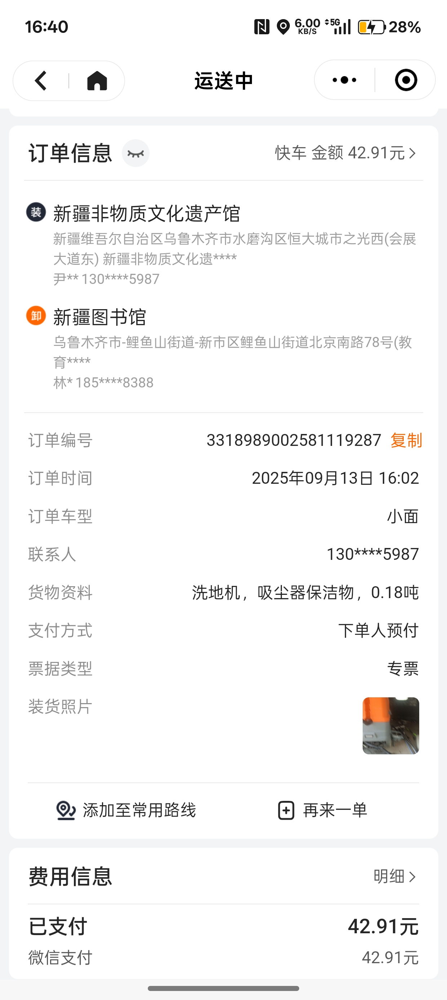 16:40
6.00 KB/S 5G 28%
运送中
订单信息 快车 金额 42.91元
装 新疆非物质文化遗产馆
新疆维吾尔自治区乌鲁木齐市水磨沟区恒大城市之光西(会展
大道东) 新疆非物质文化遗****
尹** 130****5987
卸 新疆图书馆
乌鲁木齐市-鲤鱼山街道-新市区鲤鱼山街道北京南路78号(教
育****
林* 185****8388
订单编号 3318989002581119287 复制
订单时间 2025年09月13日 16:02
订单车型 小面
联系人 130****5987
货物资料 洗地机，吸尘器保洁物，0.18吨
支付方式 下单人预付
票据类型 专票
装货照片
添加至常用路线 再来一单
费用信息 明细
已支付 42.91元
微信支付 42.91元